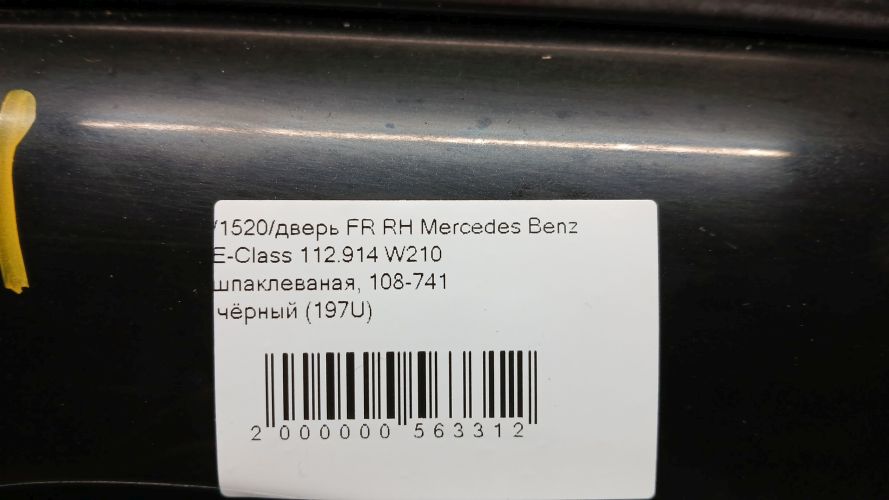 /1520/дверь FR RH Mercedes Benz
E-Class 112.914 W210
шпаклеваная, 108-741
чёрный (197U)
2 000000 563312